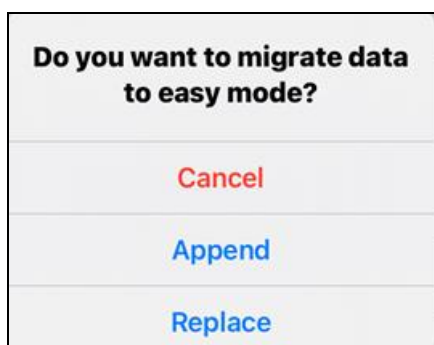 Do you want to migrate data
to easy mode?
Cancel
Append
Replace